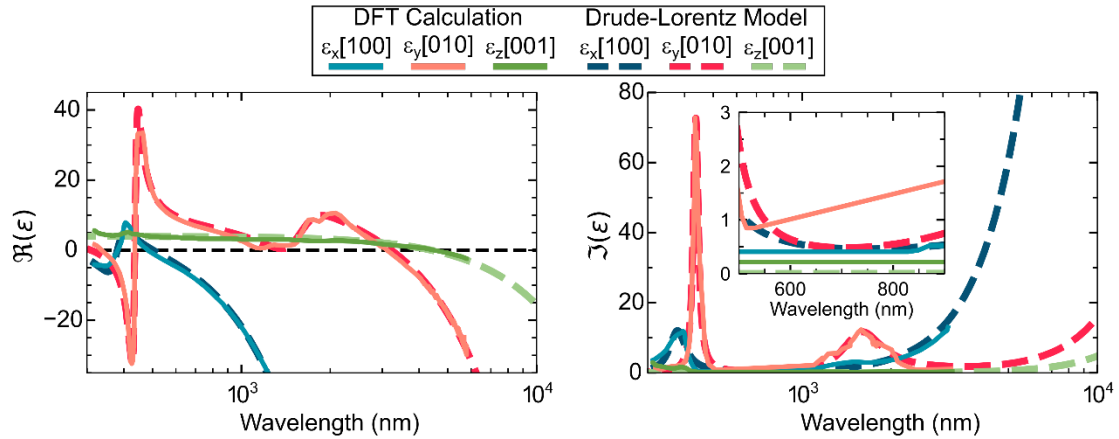 DFT Calculation Drude-Lorentz Model
εx[100] εy[010] εz[001] εx[100] εy[010] εz[001]
40
20
0
−20
ℜ(ε)
10³ 10⁴
Wavelength (nm)
80
60
40
20
0
ℑ(ε)
3
2
1
0
600 800
Wavelength (nm)
10³ 10⁴
Wavelength (nm)